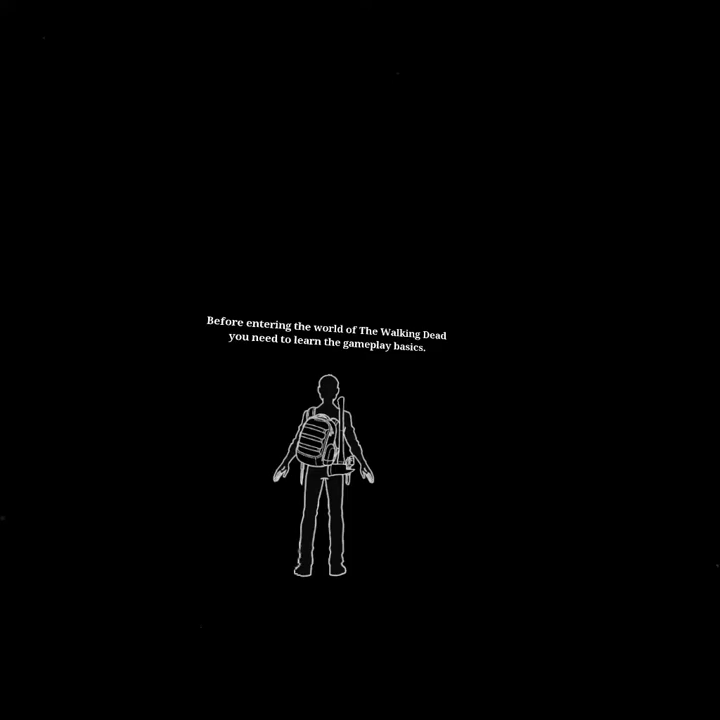 Before entering the world of The Walking Dead
you need to learn the gameplay basics.